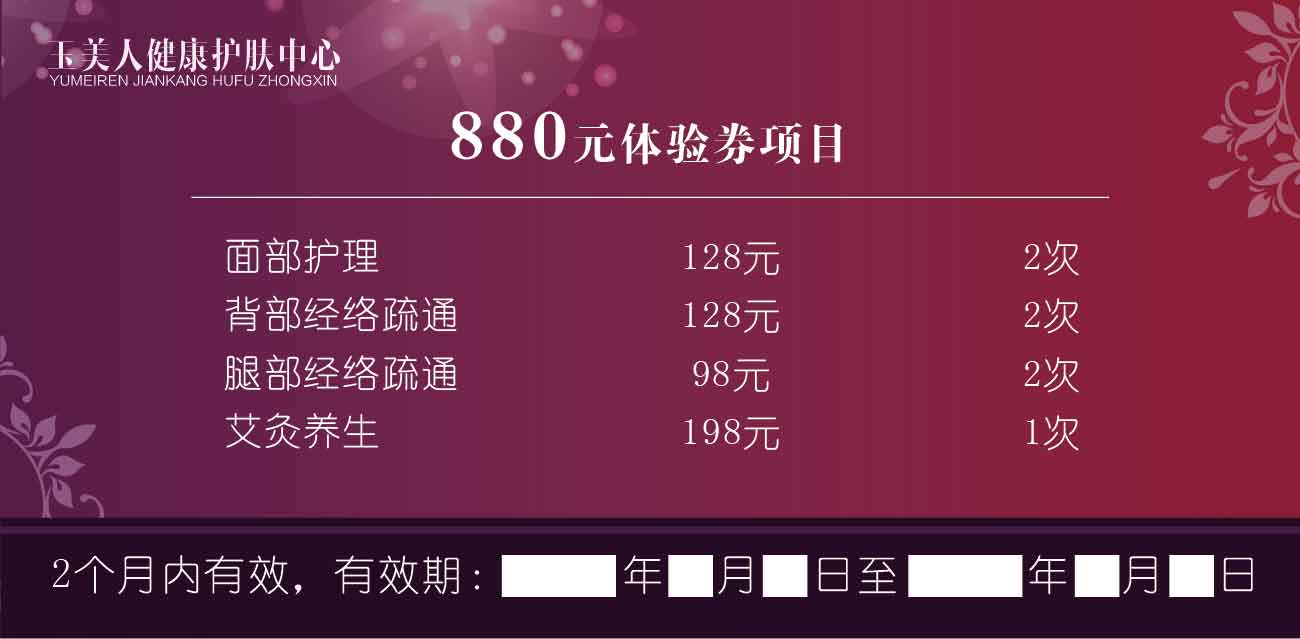 玉美人健康护肤中心
YUMEIREN JIANKANG HUFU ZHONGXIN
880元体验券项目
面部护理 128元 2次
背部经络疏通 128元 2次
腿部经络疏通 98元 2次
艾灸养生 198元 1次
2个月内有效，有效期: 年 月 日至 年 月 日